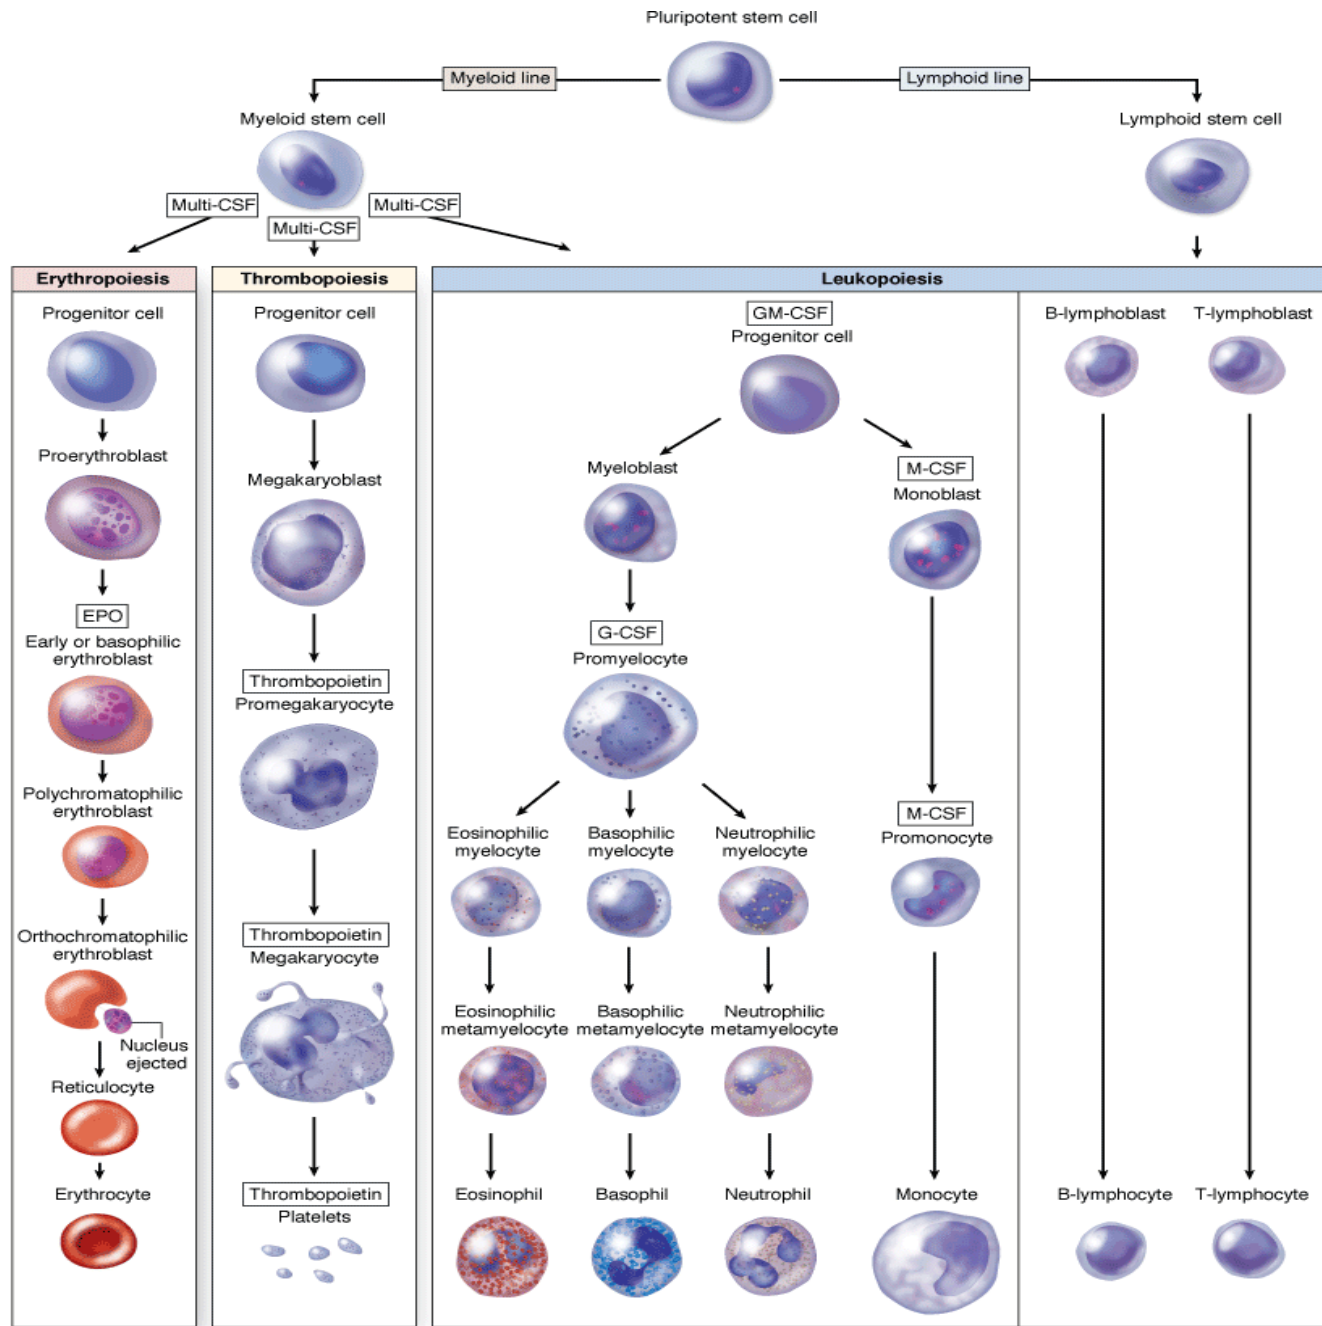 Pluripotent stem cell
Myeloid line
Lymphoid line
Myeloid stem cell
Lymphoid stem cell
Multi-CSF
Multi-CSF
Multi-CSF
Erythropoiesis
Progenitor cell
Proerythroblast
EPO
Early or basophilic
erythroblast
Polychromatophilic
erythroblast
Orthochromatophilic
erythroblast
Nucleus
ejected
Reticulocyte
Erythrocyte
Thrombopoiesis
Progenitor cell
Megakaryoblast
Thrombopoietin
Promegakaryocyte
Thrombopoietin
Megakaryocyte
Thrombopoietin
Platelets
Leukopoiesis
GM-CSF
Progenitor cell
Myeloblast
G-CSF
Promyelocyte
Eosinophilic
myelocyte
Basophilic
myelocyte
Neutrophilic
myelocyte
Eosinophilic
metamyelocyte
Basophilic
metamyelocyte
Neutrophilic
metamyelocyte
Eosinophil
Basophil
Neutrophil
M-CSF
Monoblast
M-CSF
Promonocyte
Monocyte
B-lymphoblast
T-lymphoblast
B-lymphocyte
T-lymphocyte